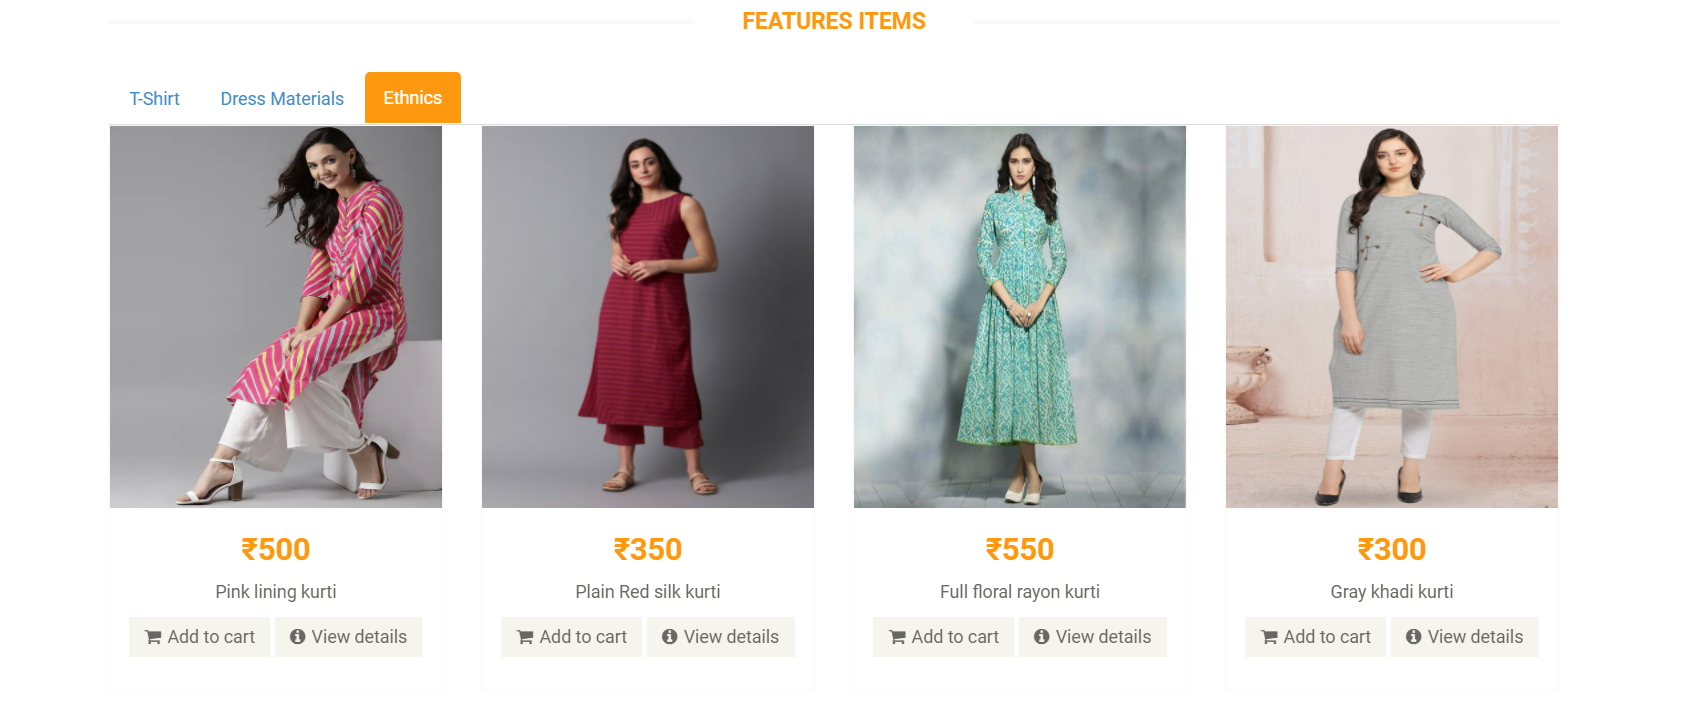 FEATURES ITEMS
T-Shirt Dress Materials Ethnics
₹500 ₹350 ₹550 ₹300
Pink lining kurti Plain Red silk kurti Full floral rayon kurti Gray khadi kurti
Add to cart View details Add to cart View details Add to cart View details Add to cart View details